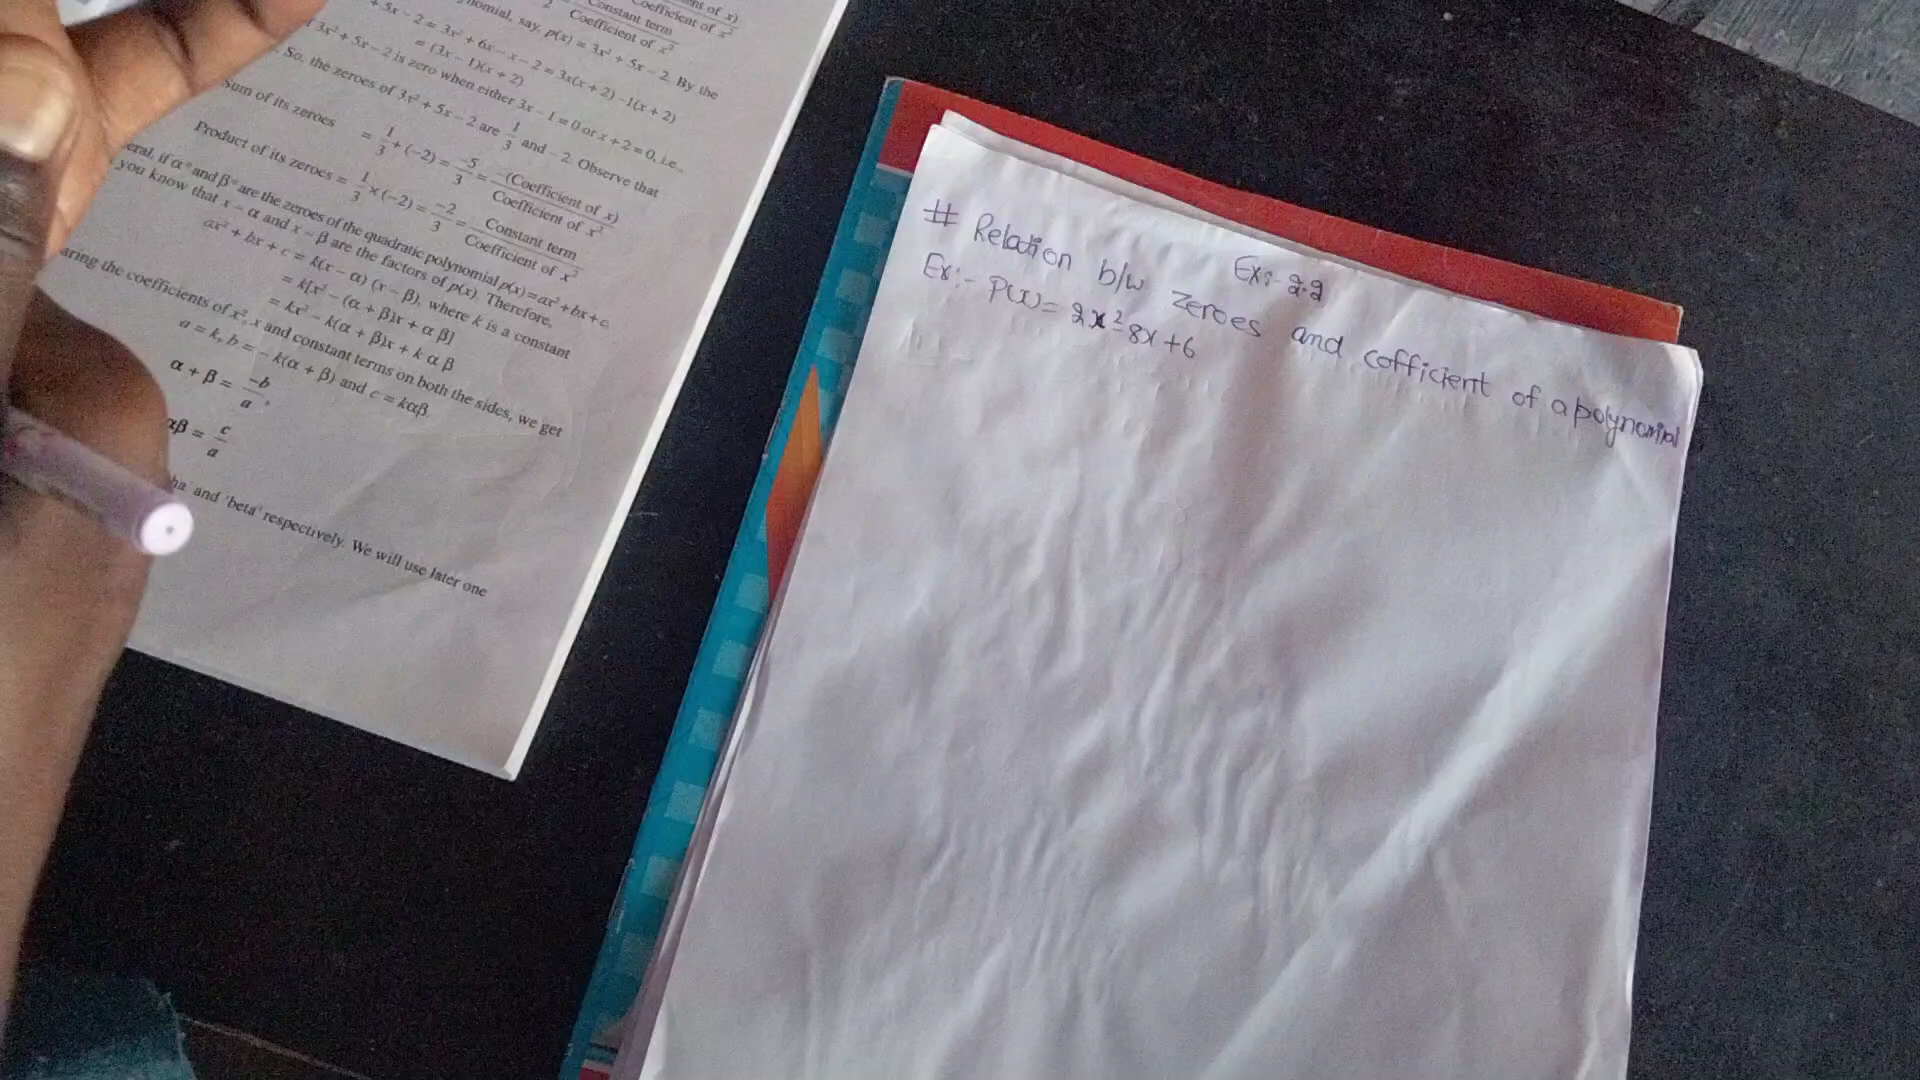 ents of x)
Coefficient of x²
Constant term
Coefficient of x²
nomial, say, p(x) = 3x² + 5x – 2. By the
+ 5x – 2 = 3x² + 6x – x – 2 = 3x(x + 2) –1(x + 2)
= (3x – 1)(x + 2)
3x² + 5x – 2 is zero when either 3x – 1 = 0 or x + 2 = 0, i.e.,
So, the zeroes of 3x² + 5x – 2 are 1/3 and – 2. Observe that
Sum of its zeroes = 1/3 + (–2) = –5/3 = –(Coefficient of x)/Coefficient of x²
Product of its zeroes = 1/3 × (–2) = –2/3 = Constant term/Coefficient of x²
eral, if α* and β* are the zeroes of the quadratic polynomial p(x) = ax² + bx + c,
you know that x – α and x – β are the factors of p(x). Therefore,
ax² + bx + c = k(x – α) (x – β), where k is a constant
= k[x² – (α + β)x + α β]
= kx² – k(α + β)x + k α β
aring the coefficients of x², x and constant terms on both the sides, we get
a = k, b = – k(α + β) and c = kαβ.
α + β = –b/a,
αβ = c/a
ha' and 'beta' respectively. We will use later one
Ex:- 2.2
# Relation b/w Zeroes and cofficient of a polynomial
Ex:- P(x) = 2x² - 8x + 6